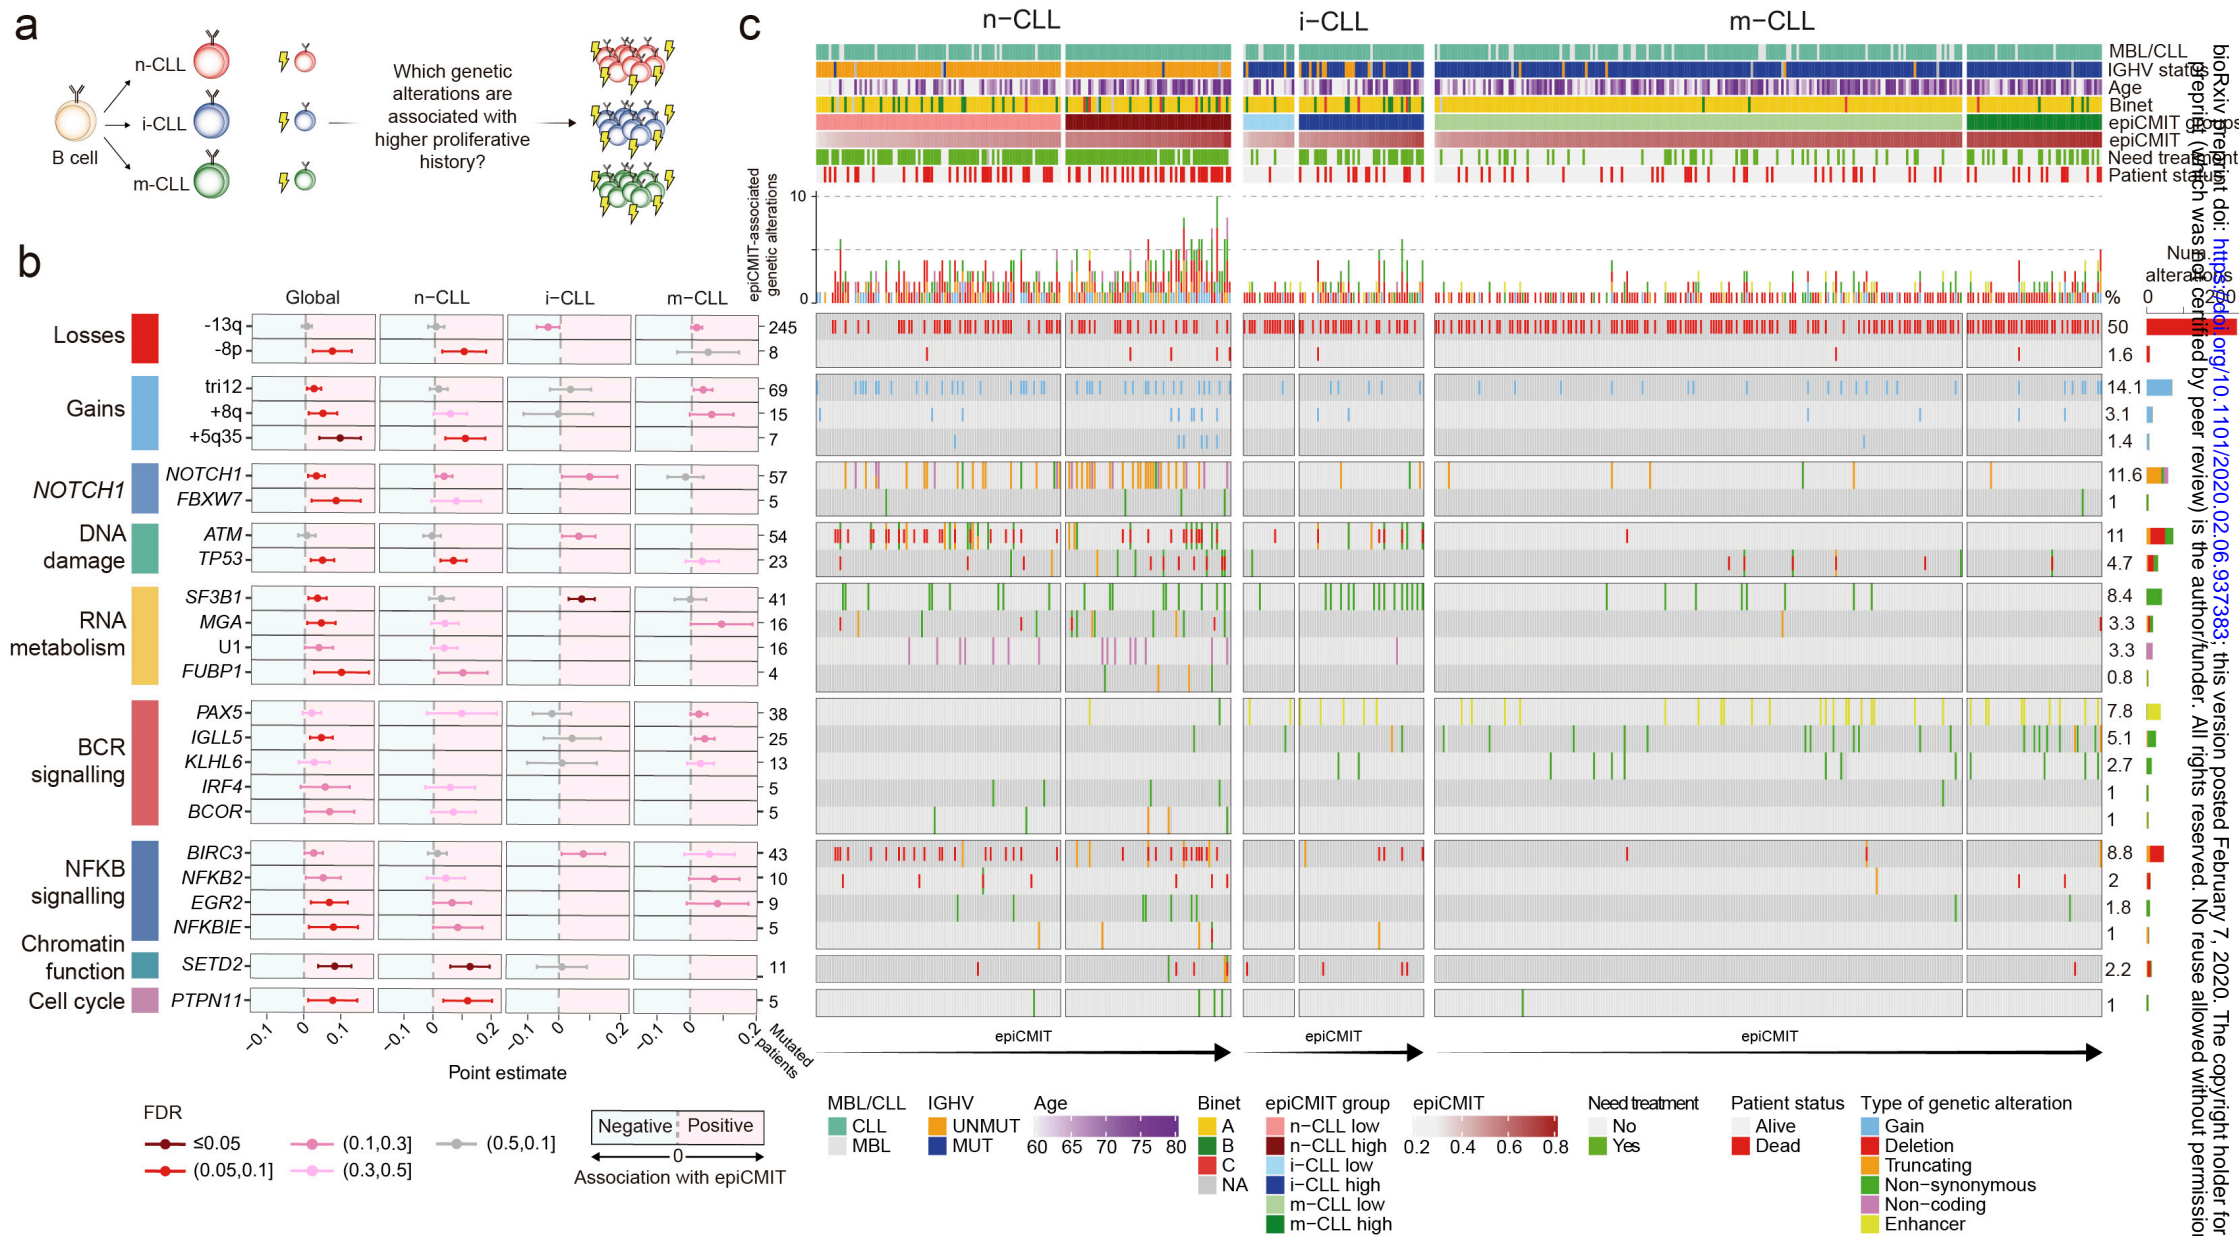 a
n-CLL
i-CLL
m-CLL
B cell
Which genetic
alterations are
associated with
higher proliferative
history?
b
Global
n-CLL
i-CLL
m-CLL
Losses
-13q
245
-8p
8
Gains
tri12
69
+8q
15
+5q35
7
NOTCH1
NOTCH1
57
FBXW7
5
DNA
damage
ATM
54
TP53
23
RNA
metabolism
SF3B1
41
MGA
16
U1
16
FUBP1
4
BCR
signalling
PAX5
38
IGLL5
25
KLHL6
13
IRF4
5
BCOR
5
NFKB
signalling
BIRC3
43
NFKB2
10
EGR2
9
NFKBIE
5
Chromatin
function
SETD2
11
Cell cycle
PTPN11
5
−0.1 0 0.1
−0.1 0 0.2
−0.1 0 0.2
−0.1 0 0.2
Mutated
patients
Point estimate
FDR
≤0.05
(0.05,0.1]
(0.1,0.3]
(0.3,0.5]
(0.5,0.1]
Negative
Positive
0
Association with epiCMIT
c
n−CLL
i−CLL
m−CLL
MBL/CLL
IGHV status
Age
Binet
epiCMIT groups
epiCMIT
Need treatment
Patient status
epiCMIT-associated
genetic alterations
10
0
%
Num.
alterations
0
250
50
1.6
14.1
3.1
1.4
11.6
1
11
4.7
8.4
3.3
3.3
0.8
7.8
5.1
2.7
1
1
8.8
2
1.8
1
2.2
1
epiCMIT
epiCMIT
epiCMIT
MBL/CLL
CLL
MBL
IGHV
UNMUT
MUT
Age
60 65 70 75 80
Binet
A
B
C
NA
epiCMIT group
n−CLL low
n−CLL high
i−CLL low
i−CLL high
m−CLL low
m−CLL high
epiCMIT
0.2 0.4 0.6 0.8
Need treatment
No
Yes
Patient status
Alive
Dead
Type of genetic alteration
Gain
Deletion
Truncating
Non−synonymous
Non−coding
Enhancer
bioRxiv preprint doi: https://doi.org/10.1101/2020.02.06.937383; this version posted February 7, 2020. The copyright holder for
preprint (which was not certified by peer review) is the author/funder. All rights reserved. No reuse allowed without permission